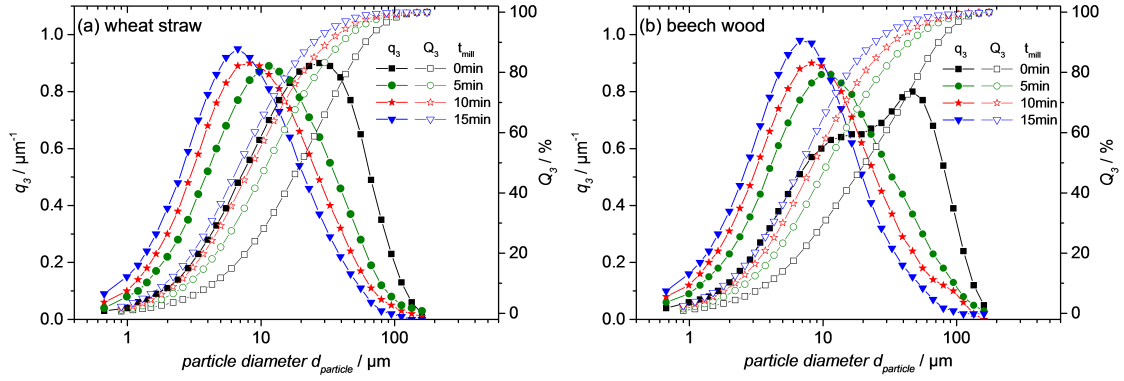 (a) wheat straw
q3 Q3 tmill
0min
5min
10min
15min
1.0
0.8
0.6
0.4
0.2
0.0
q3 / µm-1
100
80
60
40
20
0
Q3 / %
1 10 100
particle diameter dparticle / µm
(b) beech wood
q3 Q3 tmill
0min
5min
10min
15min
1.0
0.8
0.6
0.4
0.2
0.0
q3 / µm-1
100
80
60
40
20
0
Q3 / %
1 10 100
particle diameter dparticle / µm